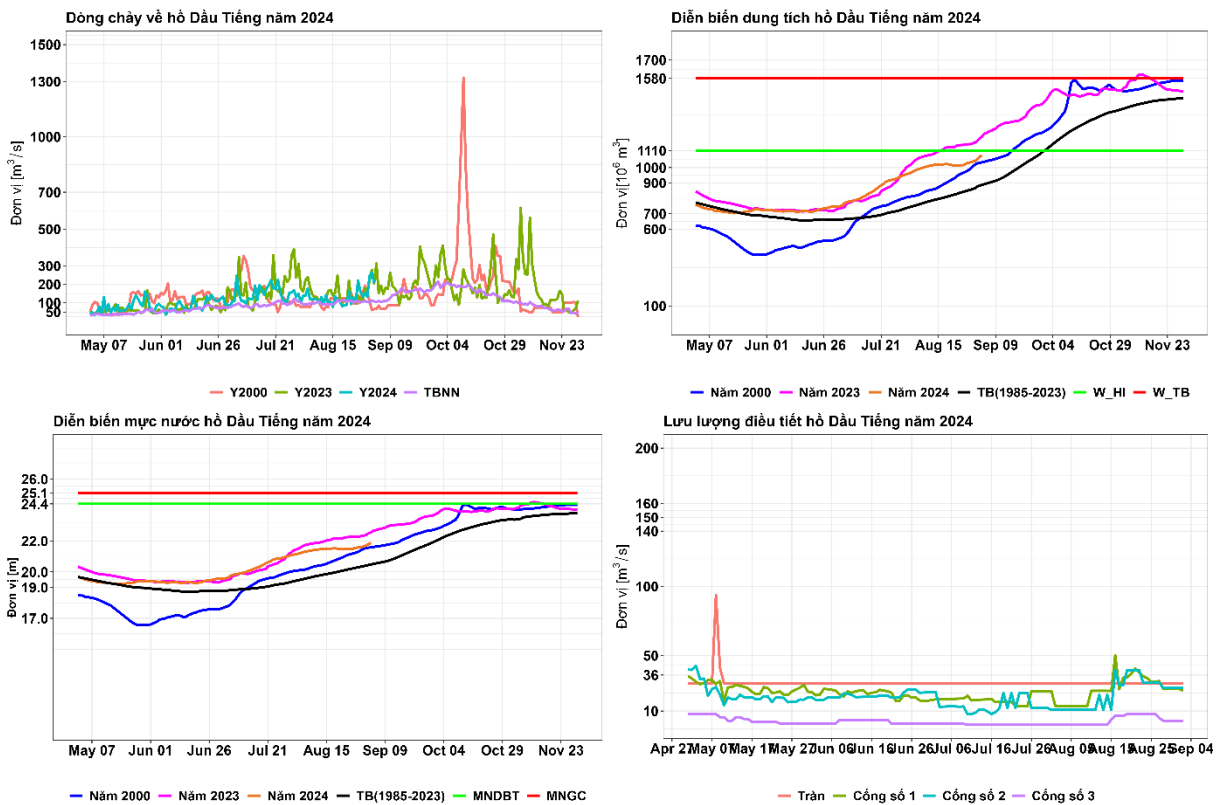 Dòng chảy về hồ Dầu Tiếng năm 2024
Đơn vị [m³/s]
1500
1300
1000
700
500
300
200
100
50
May 07 Jun 01 Jun 26 Jul 21 Aug 15 Sep 09 Oct 04 Oct 29 Nov 23
Y2000 Y2023 Y2024 TBNN
Diễn biến dung tích hồ Dầu Tiếng năm 2024
Đơn vị[10⁶ m³]
1700
1580
1110
1000
900
700
600
100
May 07 Jun 01 Jun 26 Jul 21 Aug 15 Sep 09 Oct 04 Oct 29 Nov 23
Năm 2000 Năm 2023 Năm 2024 TB(1985-2023) W_HI W_TB
Diễn biến mực nước hồ Dầu Tiếng năm 2024
Đơn vị [m]
26.0
25.1
24.4
22.0
20.0
19.0
17.0
May 07 Jun 01 Jun 26 Jul 21 Aug 15 Sep 09 Oct 04 Oct 29 Nov 23
Năm 2000 Năm 2023 Năm 2024 TB(1985-2023) MNDBT MNGC
Lưu lượng điều tiết hồ Dầu Tiếng năm 2024
Đơn vị [m³/s]
200
160
150
140
100
50
36
10
Apr 27 May 07 May 17 May 27 Jun 06 Jun 16 Jun 26 Jul 06 Jul 16 Jul 26 Aug 05 Aug 15 Aug 25 Sep 04
Tràn Cống số 1 Cống số 2 Cống số 3